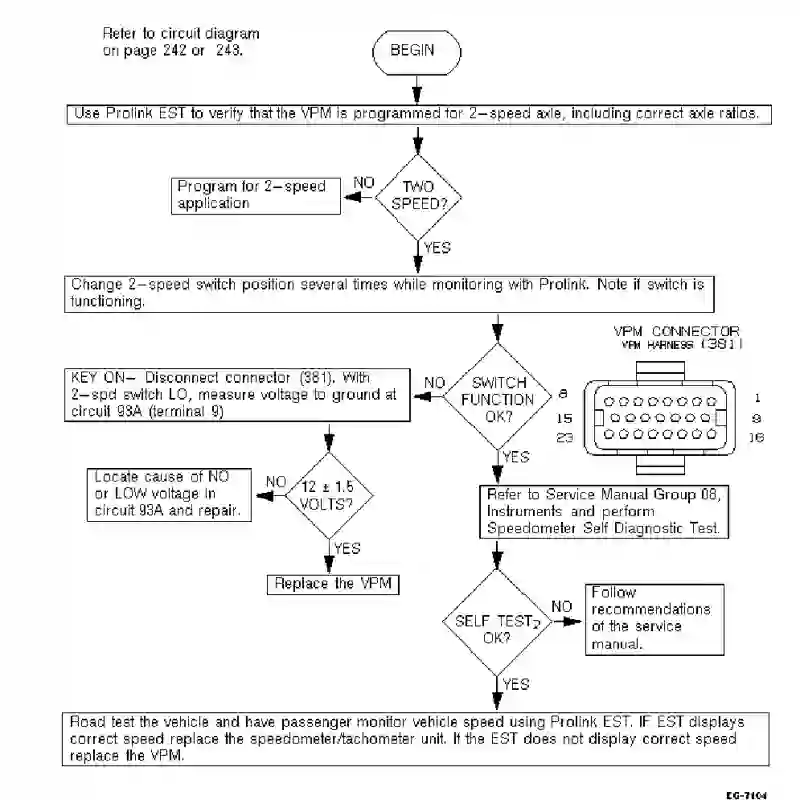 Refer to circuit diagram
on page 242 or 243.
BEGIN
Use Prolink EST to verify that the VPM is programmed for 2-speed axle, including correct axle ratios.
Program for 2-speed
application
NO
TWO
SPEED?
YES
Change 2-speed switch position several times while monitoring with Prolink. Note if switch is
functioning.
VPM CONNECTOR
VPM HARNESS (381)
KEY ON- Disconnect connector (381). With
2-spd switch LO, measure voltage to ground at
circuit 93A (terminal 9)
NO
SWITCH
FUNCTION
OK?
8
1
15
9
23
16
YES
Locate cause of NO
or LOW voltage in
circuit 93A and repair.
NO
12 ± 1.5
VOLTS?
YES
Replace the VPM
Refer to Service Manual Group 08,
Instruments and perform
Speedometer Self Diagnostic Test.
SELF TEST?
OK?
NO
Follow
recommendations
of the service
manual.
YES
Road test the vehicle and have passenger monitor vehicle speed using Prolink EST. IF EST displays
correct speed replace the speedometer/tachometer unit. If the EST does not display correct speed
replace the VPM.
EG-7104